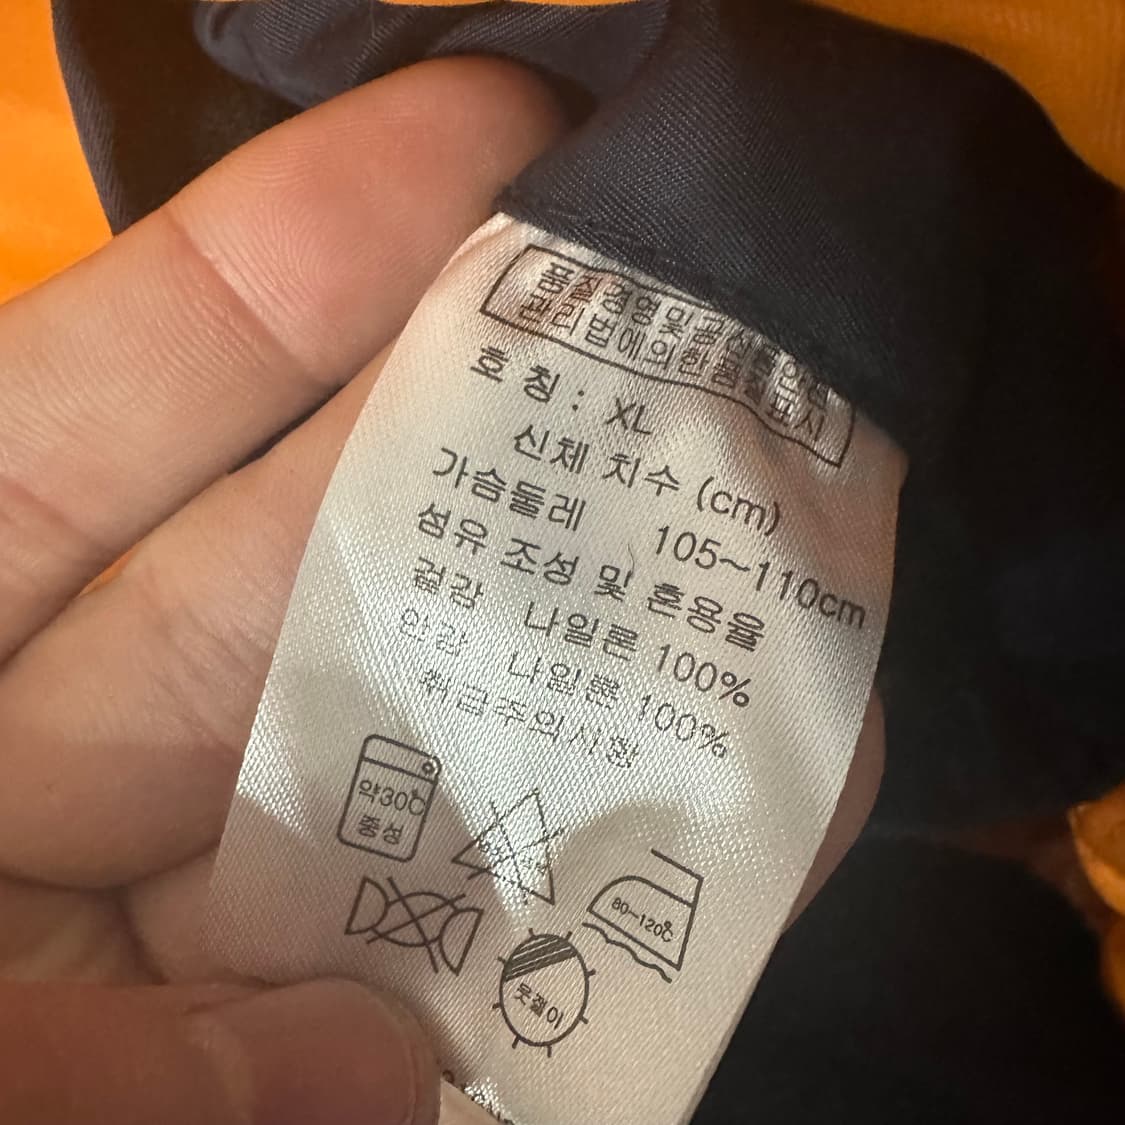 품질경영 및 공산품안전
관리법에 의한 품질표시
호 칭 : XL
신체 치수 (cm)
가슴둘레 105~110cm
섬유 조성 및 혼용율
겉감 나일론 100%
안감 나일론 100%
취급주의사항
약30℃
중성
80~120℃
옷걸이